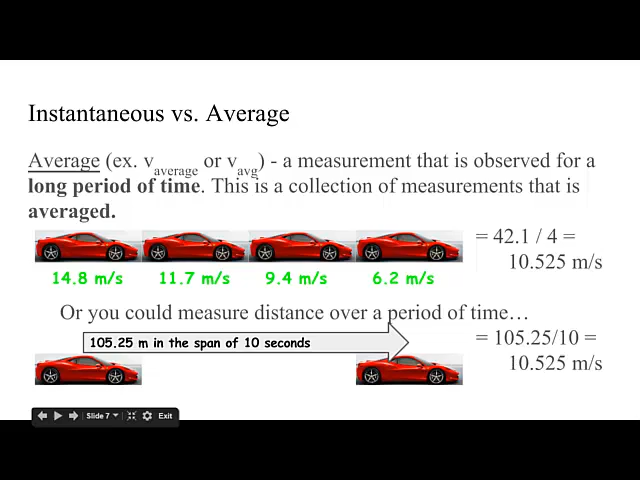 Instantaneous vs. Average
Average (ex. vaverage or vavg) - a measurement that is observed for a
long period of time. This is a collection of measurements that is
averaged.
= 42.1 / 4 =
10.525 m/s
14.8 m/s 11.7 m/s 9.4 m/s 6.2 m/s
Or you could measure distance over a period of time…
105.25 m in the span of 10 seconds
= 105.25/10 =
10.525 m/s
Slide 7 Exit